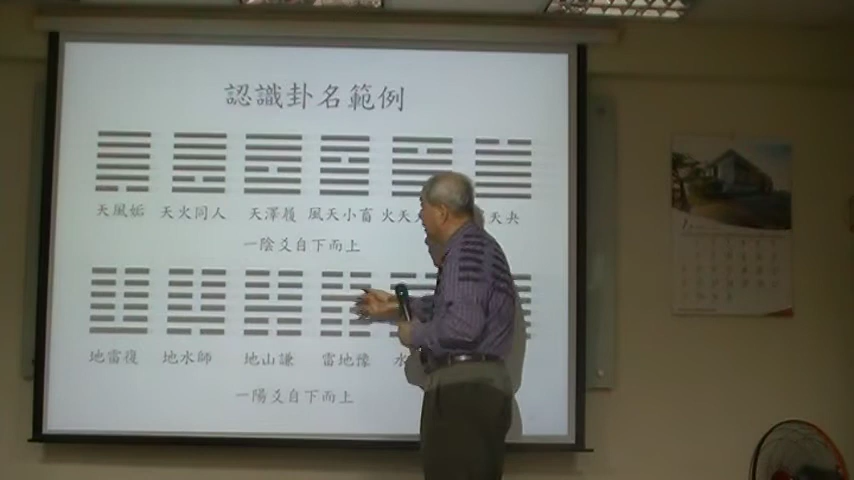 認識卦名範例
天風姤 天火同人 天澤履 風天小畜 火天 天夬
一陰爻自下而上
地雷復 地水師 地山謙 雷地豫 水
一陽爻自下而上